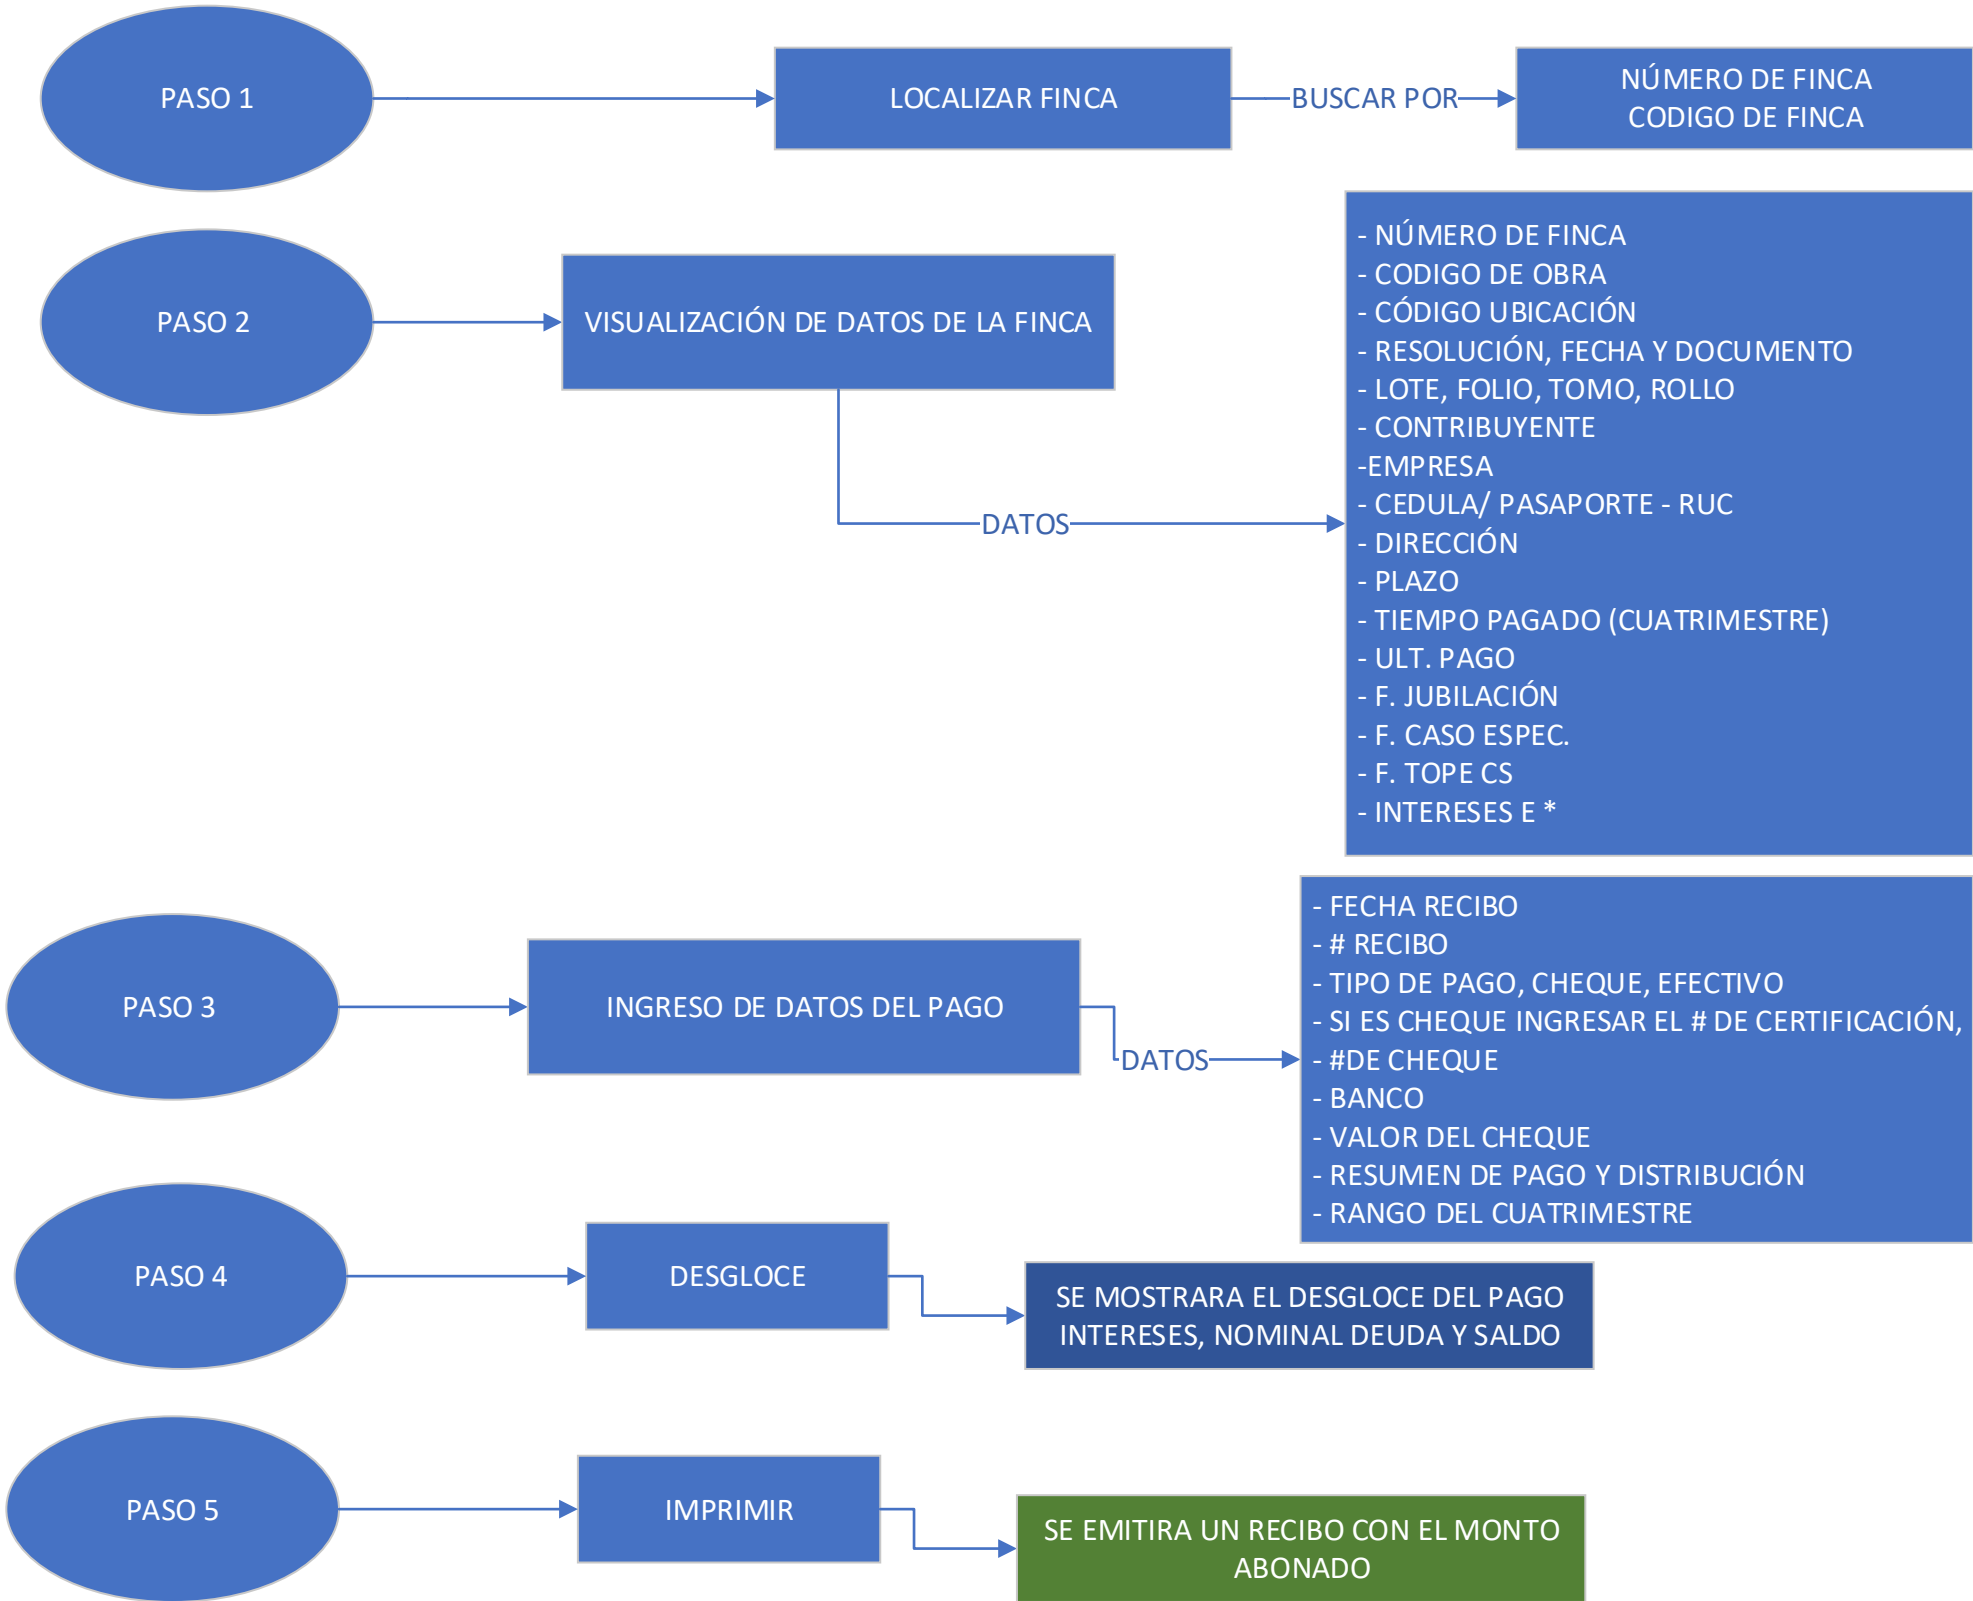 PASO 1
LOCALIZAR FINCA
BUSCAR POR
NÚMERO DE FINCA
CODIGO DE FINCA
PASO 2
VISUALIZACIÓN DE DATOS DE LA FINCA
DATOS
- NÚMERO DE FINCA
- CODIGO DE OBRA
- CÓDIGO UBICACIÓN
- RESOLUCIÓN, FECHA Y DOCUMENTO
- LOTE, FOLIO, TOMO, ROLLO
- CONTRIBUYENTE
-EMPRESA
- CEDULA/ PASAPORTE - RUC
- DIRECCIÓN
- PLAZO
- TIEMPO PAGADO (CUATRIMESTRE)
- ULT. PAGO
- F. JUBILACIÓN
- F. CASO ESPEC.
- F. TOPE CS
- INTERESES E *
PASO 3
INGRESO DE DATOS DEL PAGO
DATOS
- FECHA RECIBO
- # RECIBO
- TIPO DE PAGO, CHEQUE, EFECTIVO
- SI ES CHEQUE INGRESAR EL # DE CERTIFICACIÓN,
- #DE CHEQUE
- BANCO
- VALOR DEL CHEQUE
- RESUMEN DE PAGO Y DISTRIBUCIÓN
- RANGO DEL CUATRIMESTRE
PASO 4
DESGLOCE
SE MOSTRARA EL DESGLOCE DEL PAGO
INTERESES, NOMINAL DEUDA Y SALDO
PASO 5
IMPRIMIR
SE EMITIRA UN RECIBO CON EL MONTO
ABONADO